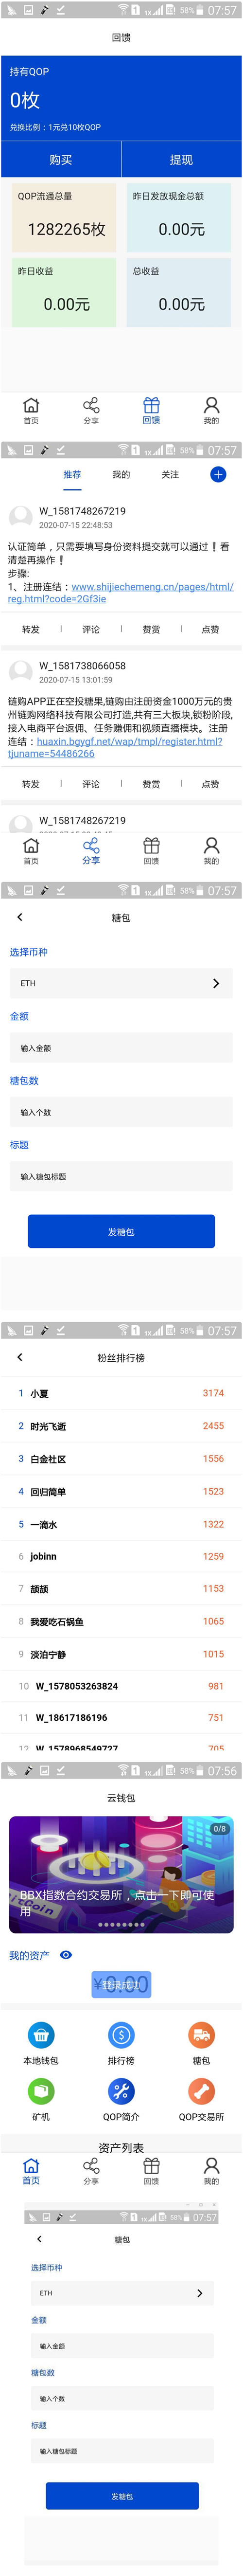 1X 58% 07:57
回馈
持有QOP
0枚
兑换比例：1元兑10枚QOP
购买 提现
QOP流通总量 昨日发放现金总额
1282265枚 0.00元
昨日收益 总收益
0.00元 0.00元
首页 分享 回馈 我的
1X 58% 07:57
推荐 我的 关注
W_1581748267219
2020-07-15 22:48:53
认证简单，只需要填写身份资料提交就可以通过！看
清楚再操作！
步骤:
1、注册连结：www.shijiechemeng.cn/pages/html/
reg.html?code=2Gf3ie
转发 评论 赞赏 点赞
W_1581738066058
2020-07-15 13:01:59
链购APP正在空投糖果,链购由注册资金1000万元的贵
州链购网络科技有限公司打造,共有三大板块,锁粉阶段,
接入电商平台返佣、任务赚佣和视频直播模块。注册
连结：huaxin.bgygf.net/wap/tmpl/register.html?
tjuname=54486266
转发 评论 赞赏 点赞
W_1581748267219
首页 分享 回馈 我的
1X 58% 07:57
糖包
选择币种
ETH
金额
输入金额
糖包数
输入个数
标题
输入糖包标题
发糖包
1X 58% 07:57
粉丝排行榜
1 小夏 3174
2 时光飞逝 2455
3 白金社区 1556
4 回归简单 1523
5 一滴水 1322
6 jobinn 1259
7 颉颉 1153
8 我爱吃石锅鱼 1065
9 淡泊宁静 1015
10 W_1578053263824 981
11 W_18617186196 751
12 W_1578968549727 705
1X 58% 07:56
云钱包
0/8
BBX指数合约交易所，点击一下即可使
用
我的资产
¥0.00
登录成功
本地钱包 排行榜 糖包
矿机 QOP简介 QOP交易所
资产列表
首页 分享 回馈 我的
1X 58% 07:57
糖包
选择币种
ETH
金额
输入金额
糖包数
输入个数
标题
输入糖包标题
发糖包